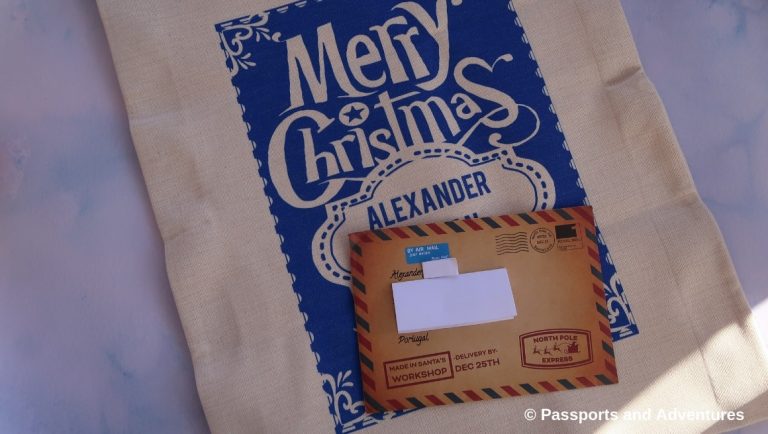 Merry
Christmas
ALEXANDER
BY AIR MAIL
Alexander
Portugal
MADE IN SANTA'S
WORKSHOP
-DELIVERY BY-
DEC 25TH
NORTH POLE
EXPRESS
© Passports and Adventures